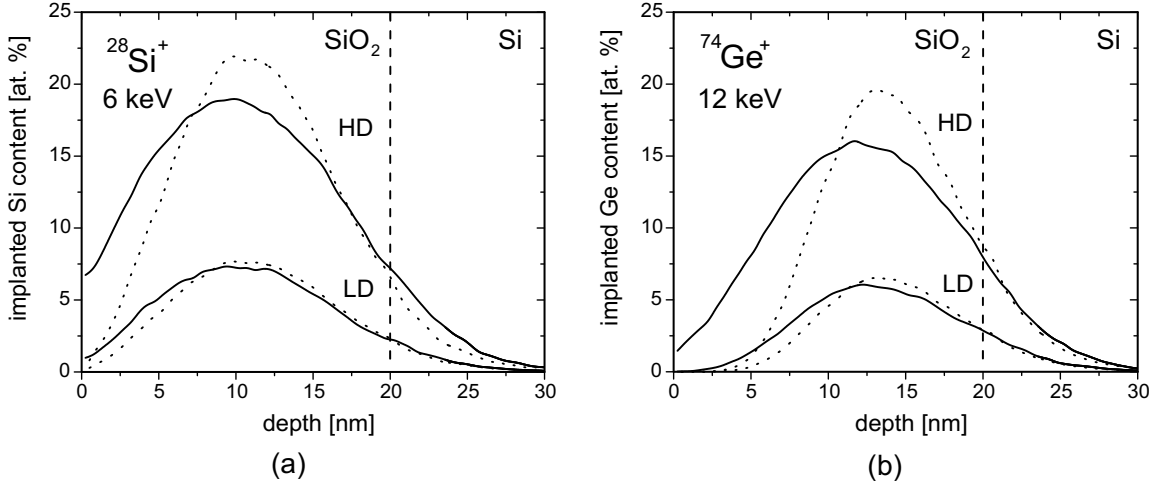 implanted Si content [at. %]
25
20
15
10
5
0
²⁸Si⁺
6 keV
SiO₂
Si
HD
LD
0 5 10 15 20 25 30
depth [nm]
(a)
implanted Ge content [at. %]
25
20
15
10
5
0
⁷⁴Ge⁺
12 keV
SiO₂
Si
HD
LD
0 5 10 15 20 25 30
depth [nm]
(b)